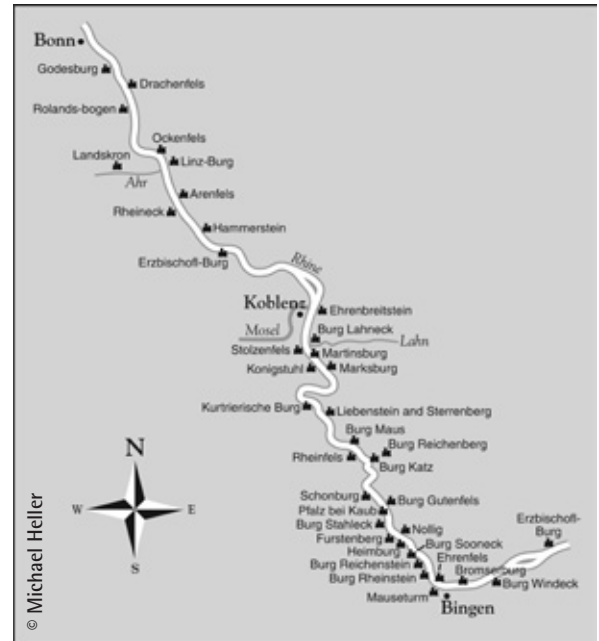 Bonn
Godesburg
Drachenfels
Rolands-bogen
Ockenfels
Landskron
Linz-Burg
Ahr
Arenfels
Rheineck
Hammerstein
Erzbischofl-Burg
Rhine
Koblenz
Ehrenbreitstein
Mosel
Burg Lahneck
Lahn
Stolzenfels
Martinsburg
Konigstuhl
Marksburg
Kurtrierische Burg
Liebenstein and Sterrenberg
Burg Maus
Burg Reichenberg
Rheinfels
Burg Katz
Schonburg
Burg Gutenfels
Pfalz bei Kaub
Burg Stahleck
Nollig
Erzbischofl-
Burg
Furstenberg
Burg Sooneck
Heimburg
Ehrenfels
Burg Reichenstein
Bromserburg
Burg Rheinstein
Burg Windeck
Mauseturm
Bingen
N
W
E
S
© Michael Heller